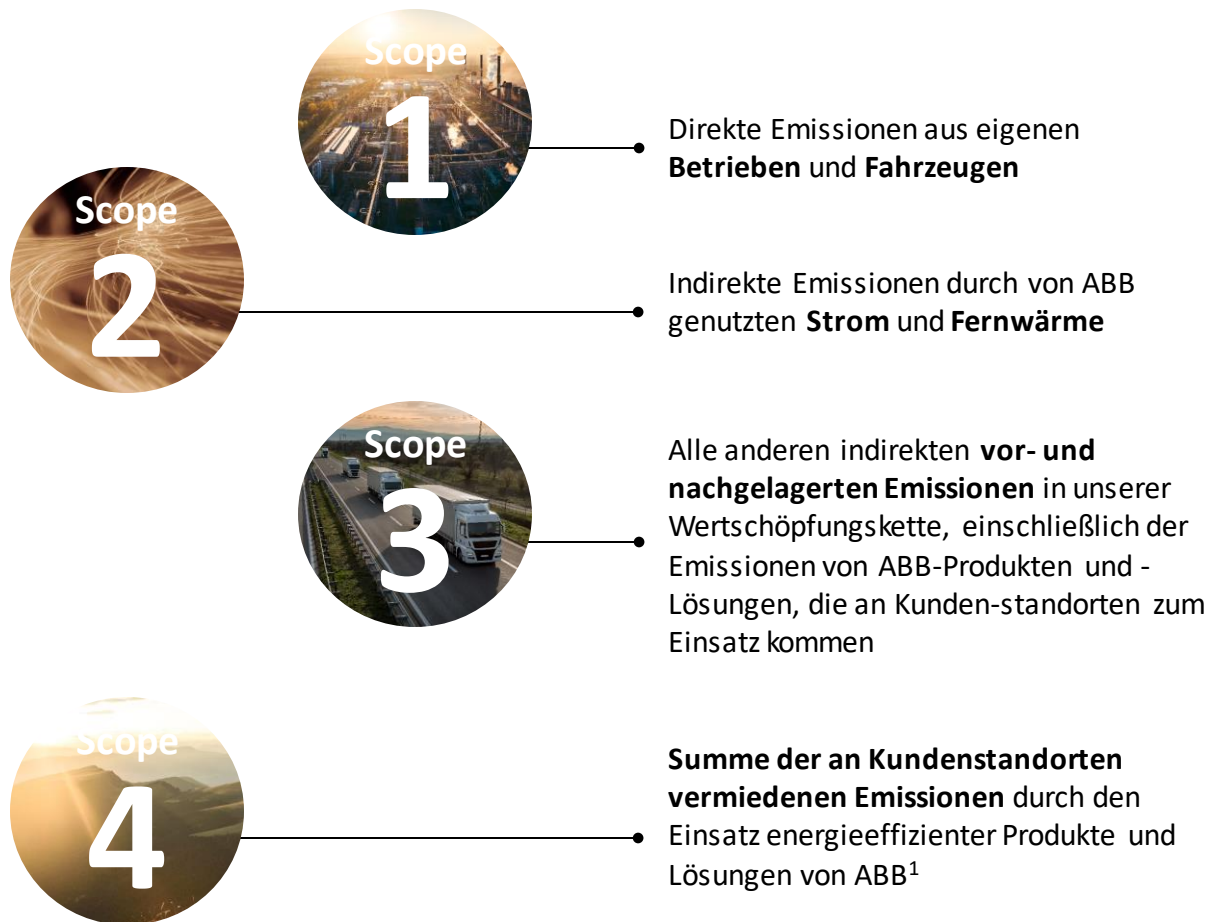 Scope
1
Direkte Emissionen aus eigenen
Betrieben und Fahrzeugen
Scope
2
Indirekte Emissionen durch von ABB
genutzten Strom und Fernwärme
Scope
3
Alle anderen indirekten vor- und
nachgelagerten Emissionen in unserer
Wertschöpfungskette, einschließlich der
Emissionen von ABB-Produkten und -
Lösungen, die an Kunden-standorten zum
Einsatz kommen
Scope
4
Summe der an Kundenstandorten
vermiedenen Emissionen durch den
Einsatz energieeffizienter Produkte und
Lösungen von ABB¹